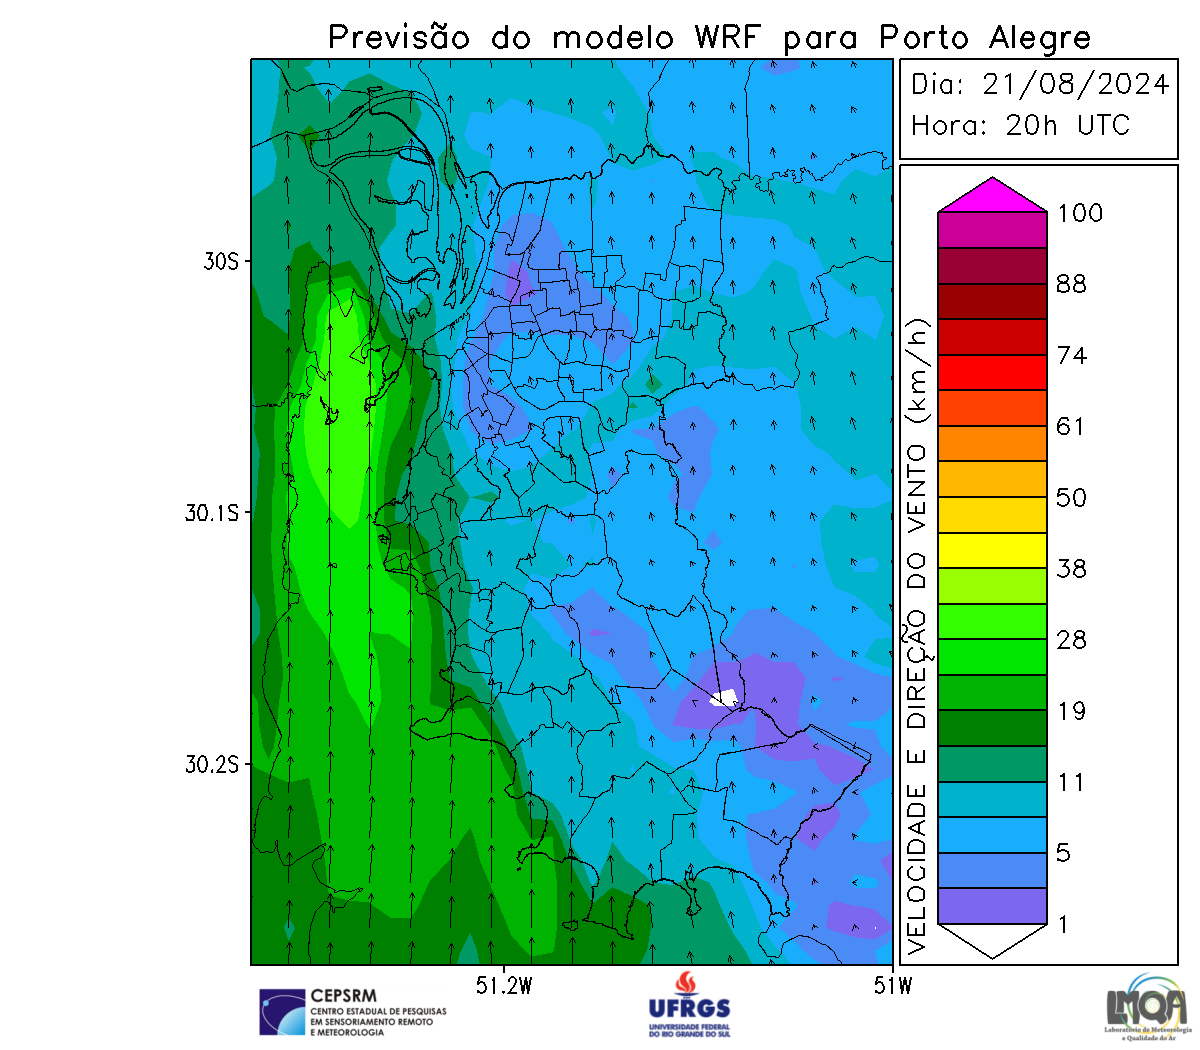 Previsão do modelo WRF para Porto Alegre
Dia: 21/08/2024
Hora: 20h UTC
30S
30.1S
30.2S
51.2W
51W
VELOCIDADE E DIREÇÃO DO VENTO (km/h)
100
88
74
61
50
38
28
19
11
5
1
CEPSRM
CENTRO ESTADUAL DE PESQUISAS
EM SENSORIAMENTO REMOTO
E METEOROLOGIA
UFRGS
UNIVERSIDADE FEDERAL
DO RIO GRANDE DO SUL
LMQA
Laboratório de Meteorologia
e Qualidade do Ar